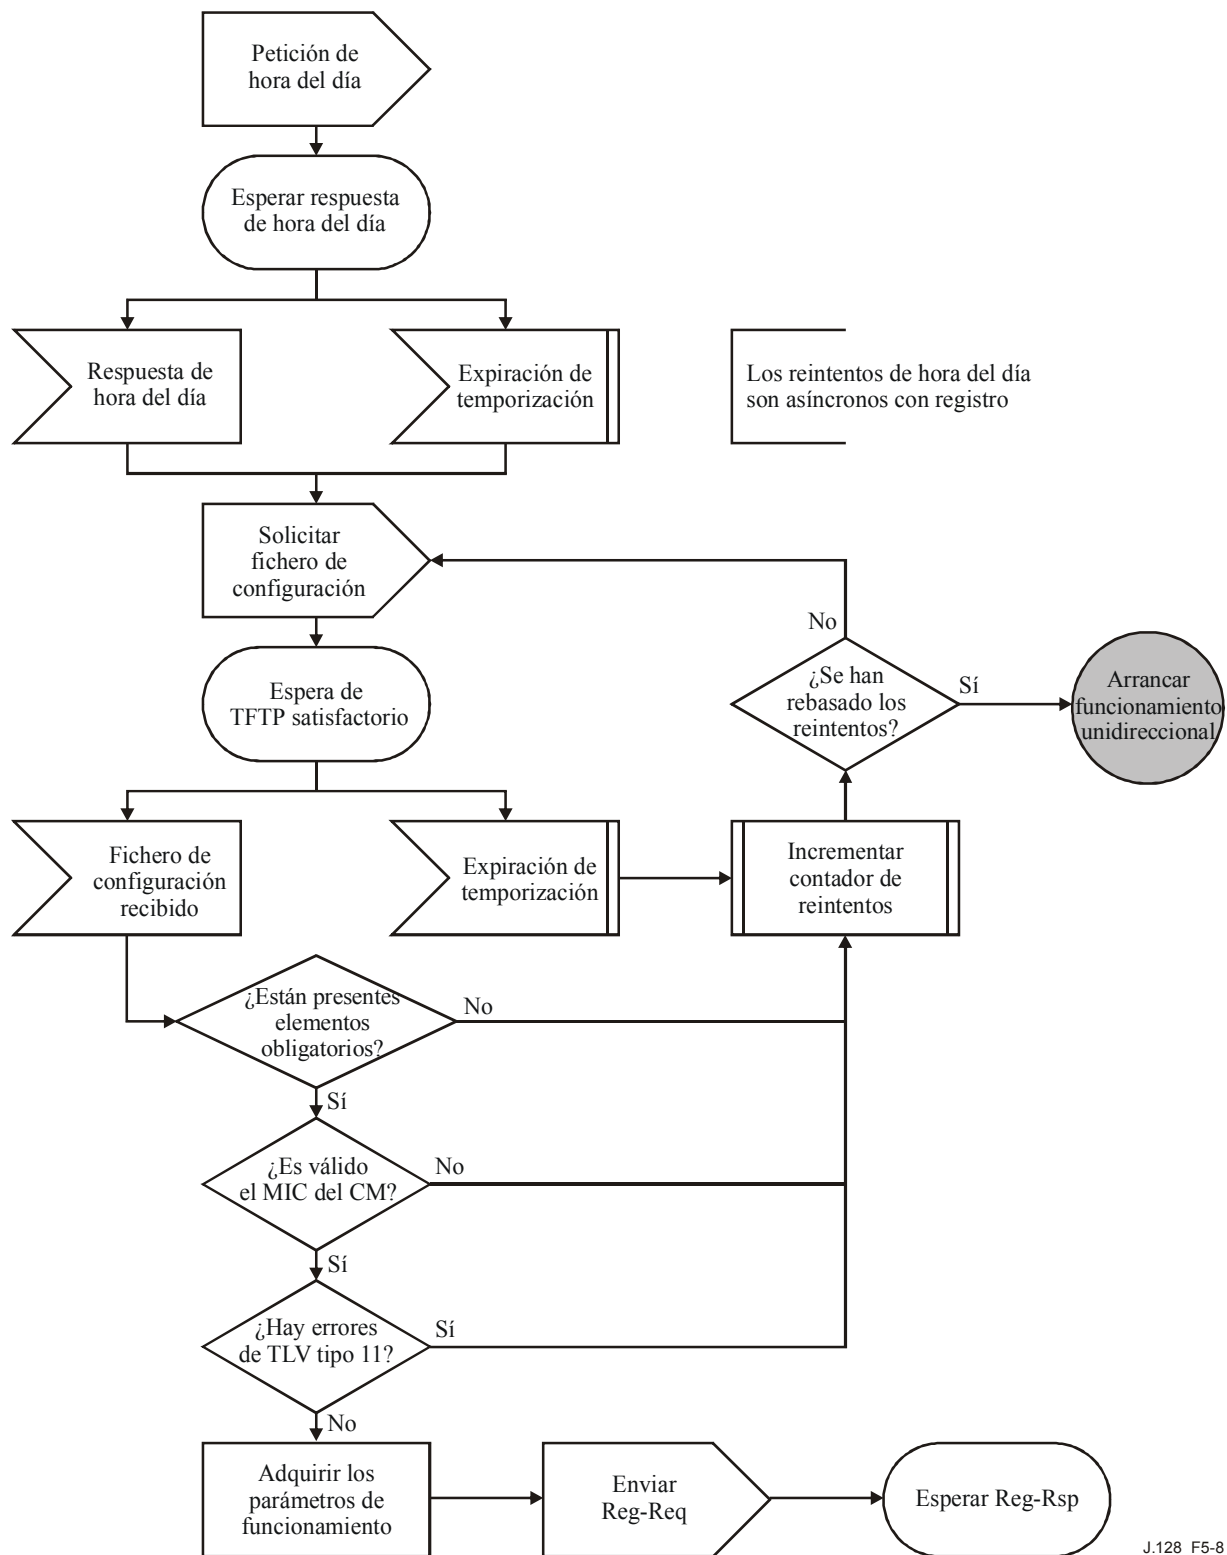 Petición de
hora del día
Esperar respuesta
de hora del día
Respuesta de
hora del día
Expiración de
temporización
Los reintentos de hora del día
son asíncronos con registro
Solicitar
fichero de
configuración
No
Espera de
TFTP satisfactorio
¿Se han
rebasado los
reintentos?
Sí
Arrancar
funcionamiento
unidireccional
Fichero de
configuración
recibido
Expiración de
temporización
Incrementar
contador de
reintentos
¿Están presentes
elementos
obligatorios?
No
Sí
¿Es válido
el MIC del CM?
No
Sí
¿Hay errores
de TLV tipo 11?
Sí
No
Adquirir los
parámetros de
funcionamiento
Enviar
Reg-Req
Esperar Reg-Rsp
J.128_F5-8